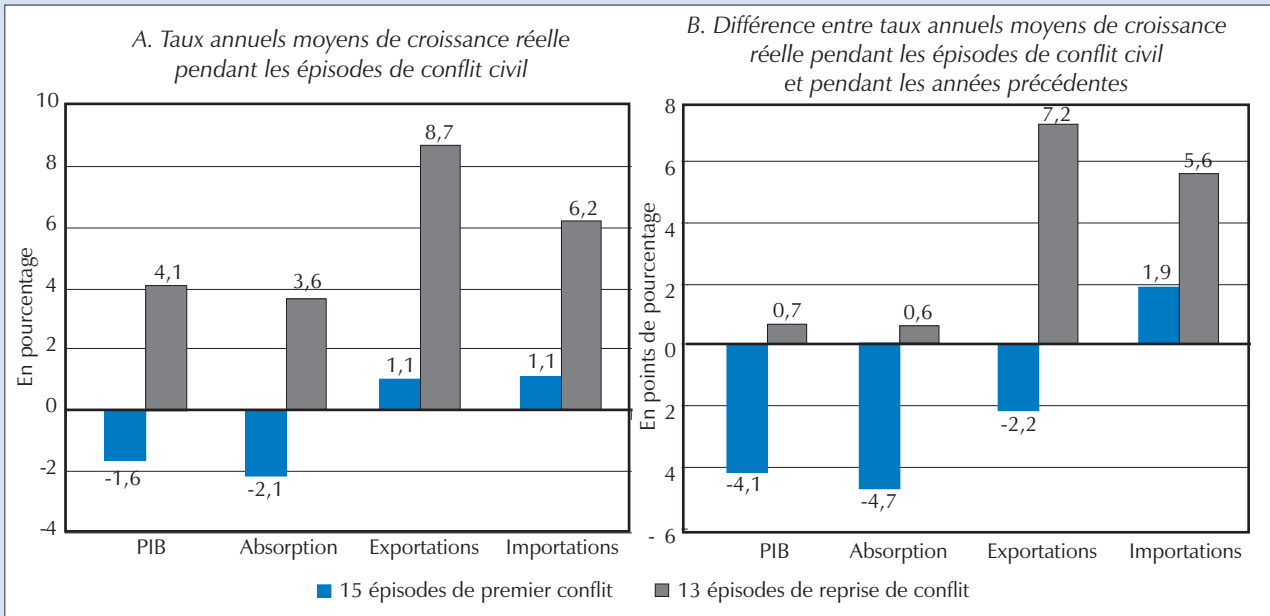 A. Taux annuels moyens de croissance réelle
pendant les épisodes de conflit civil
En pourcentage
10
8
6
4
2
0
-2
-4
4,1
3,6
8,7
6,2
-1,6
-2,1
1,1
1,1
PIB
Absorption
Exportations
Importations
B. Différence entre taux annuels moyens de croissance
réelle pendant les épisodes de conflit civil
et pendant les années précédentes
En points de pourcentage
8
6
4
2
0
2
4
- 6
0,7
0,6
7,2
1,9
5,6
-4,1
-4,7
-2,2
PIB
Absorption
Exportations
Importations
15 épisodes de premier conflit
13 épisodes de reprise de conflit